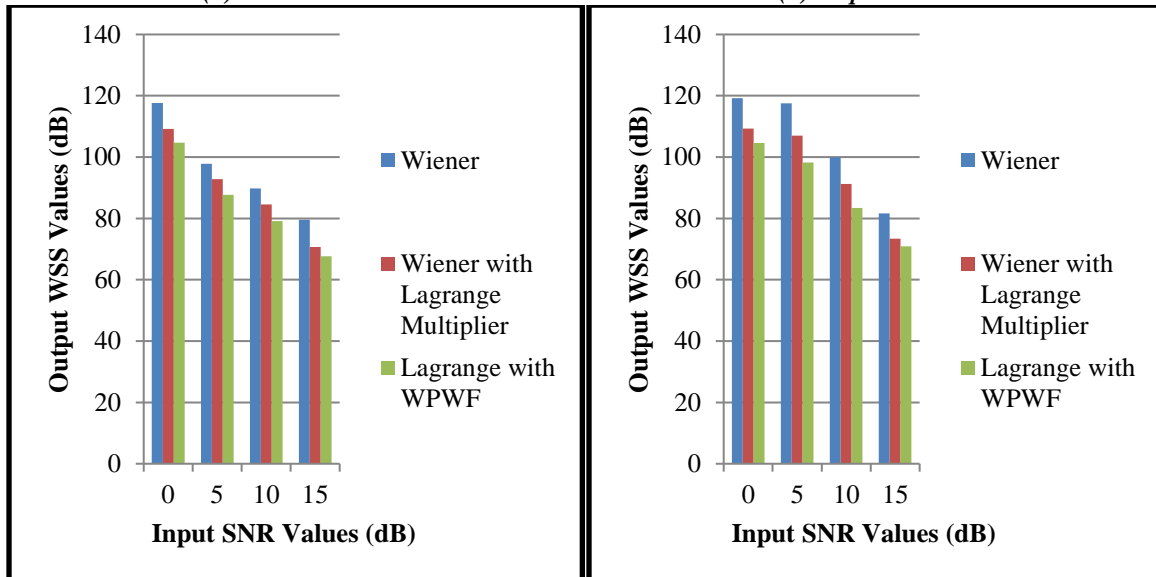 140
120
100
80
60
40
20
0
Output WSS Values (dB)
0 5 10 15
Input SNR Values (dB)
Wiener
Wiener with
Lagrange
Multiplier
Lagrange with
WPWF
140
120
100
80
60
40
20
0
Output WSS Values (dB)
0 5 10 15
Input SNR Values (dB)
Wiener
Wiener with
Lagrange
Multiplier
Lagrange with
WPWF